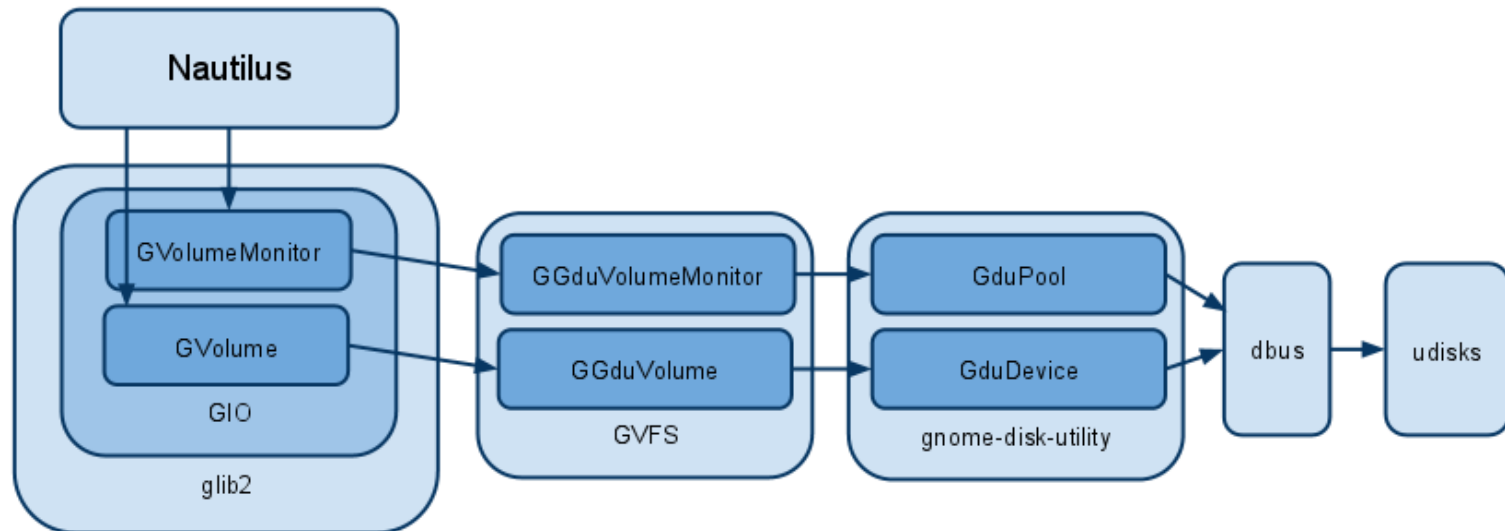 Nautilus
GVolumeMonitor
GVolume
GIO
glib2
GGduVolumeMonitor
GGduVolume
GVFS
GduPool
GduDevice
gnome-disk-utility
dbus
udisks